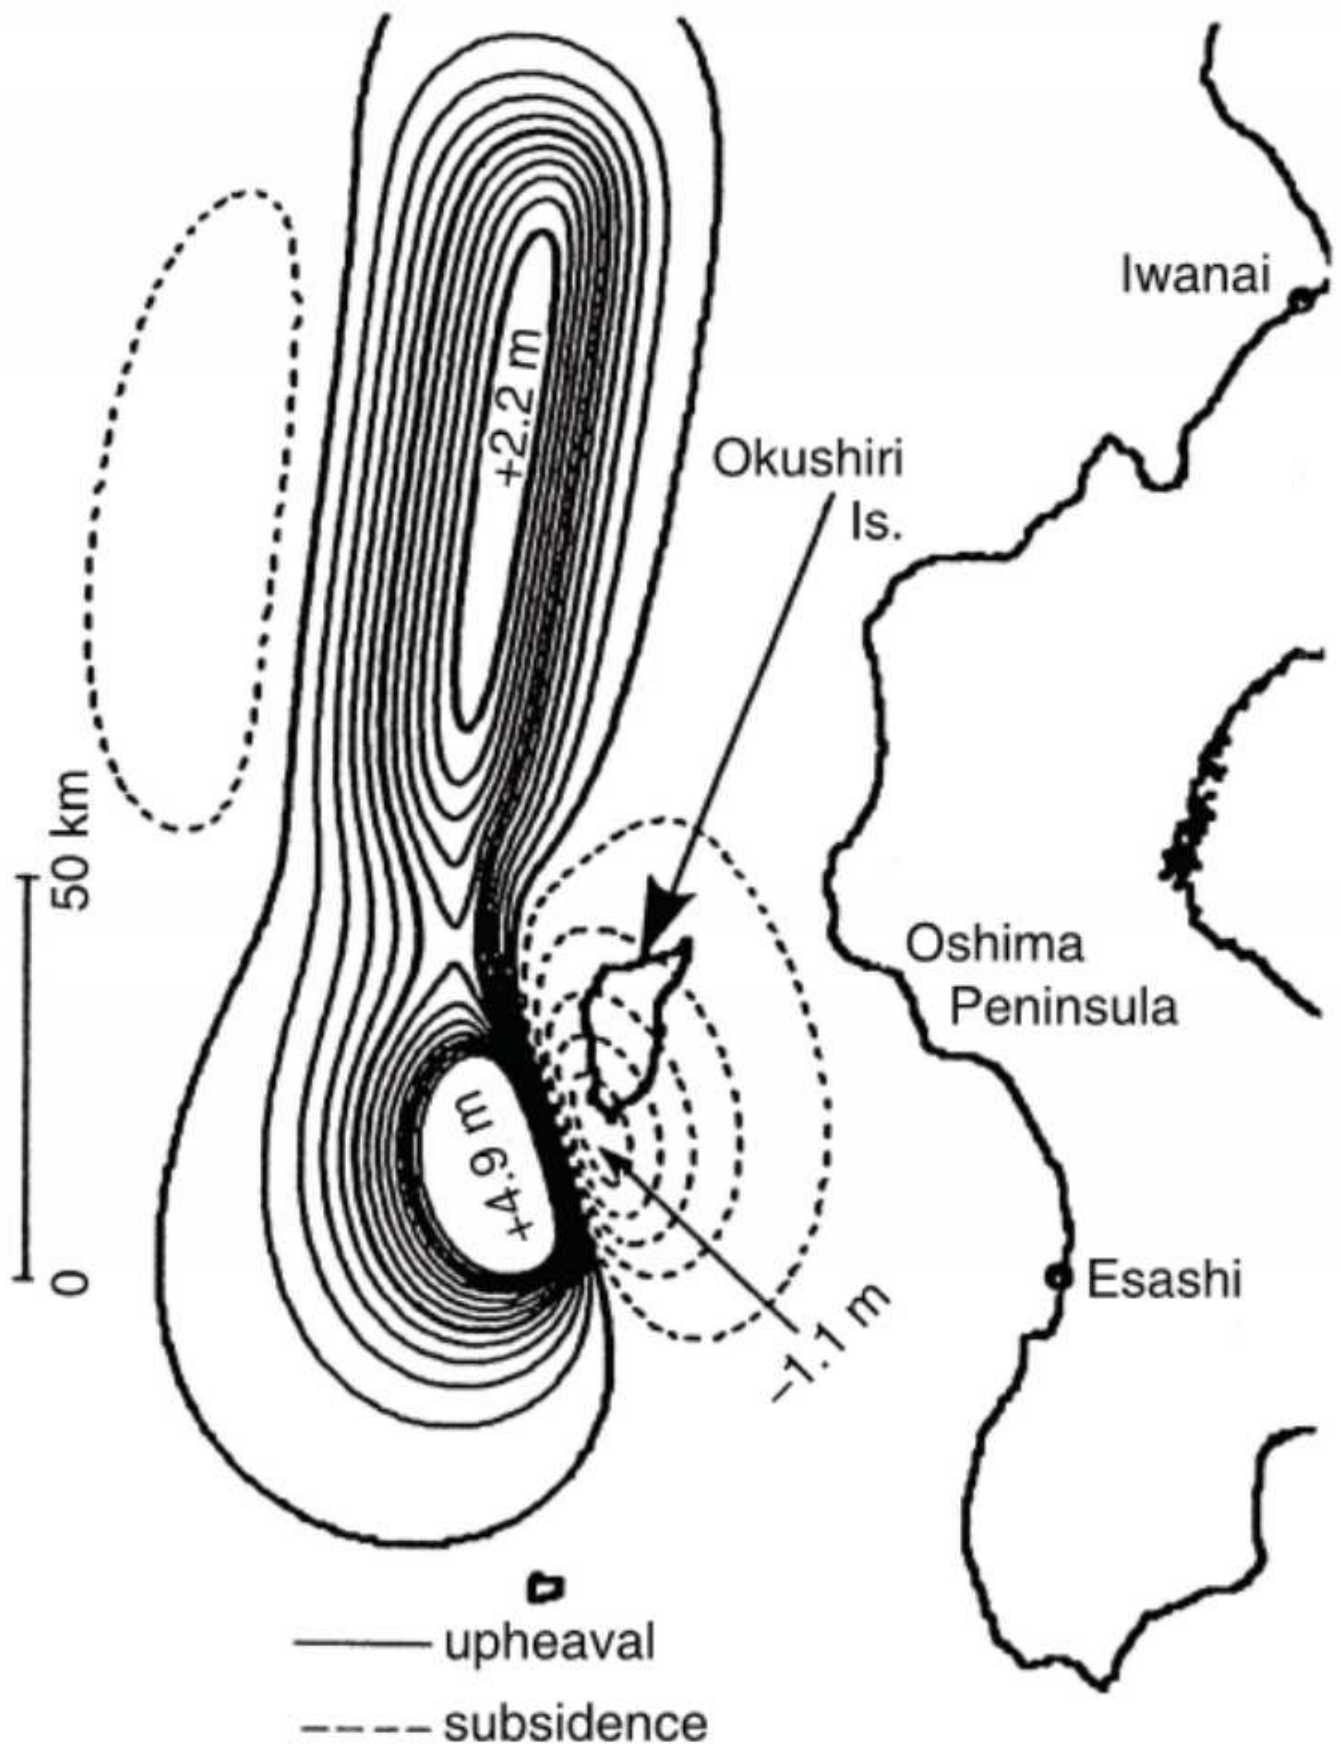 Iwanai
+2.2 m
Okushiri
Is.
50 km
Oshima
Peninsula
+4.9 m
0
Esashi
−1.1 m
upheaval
subsidence